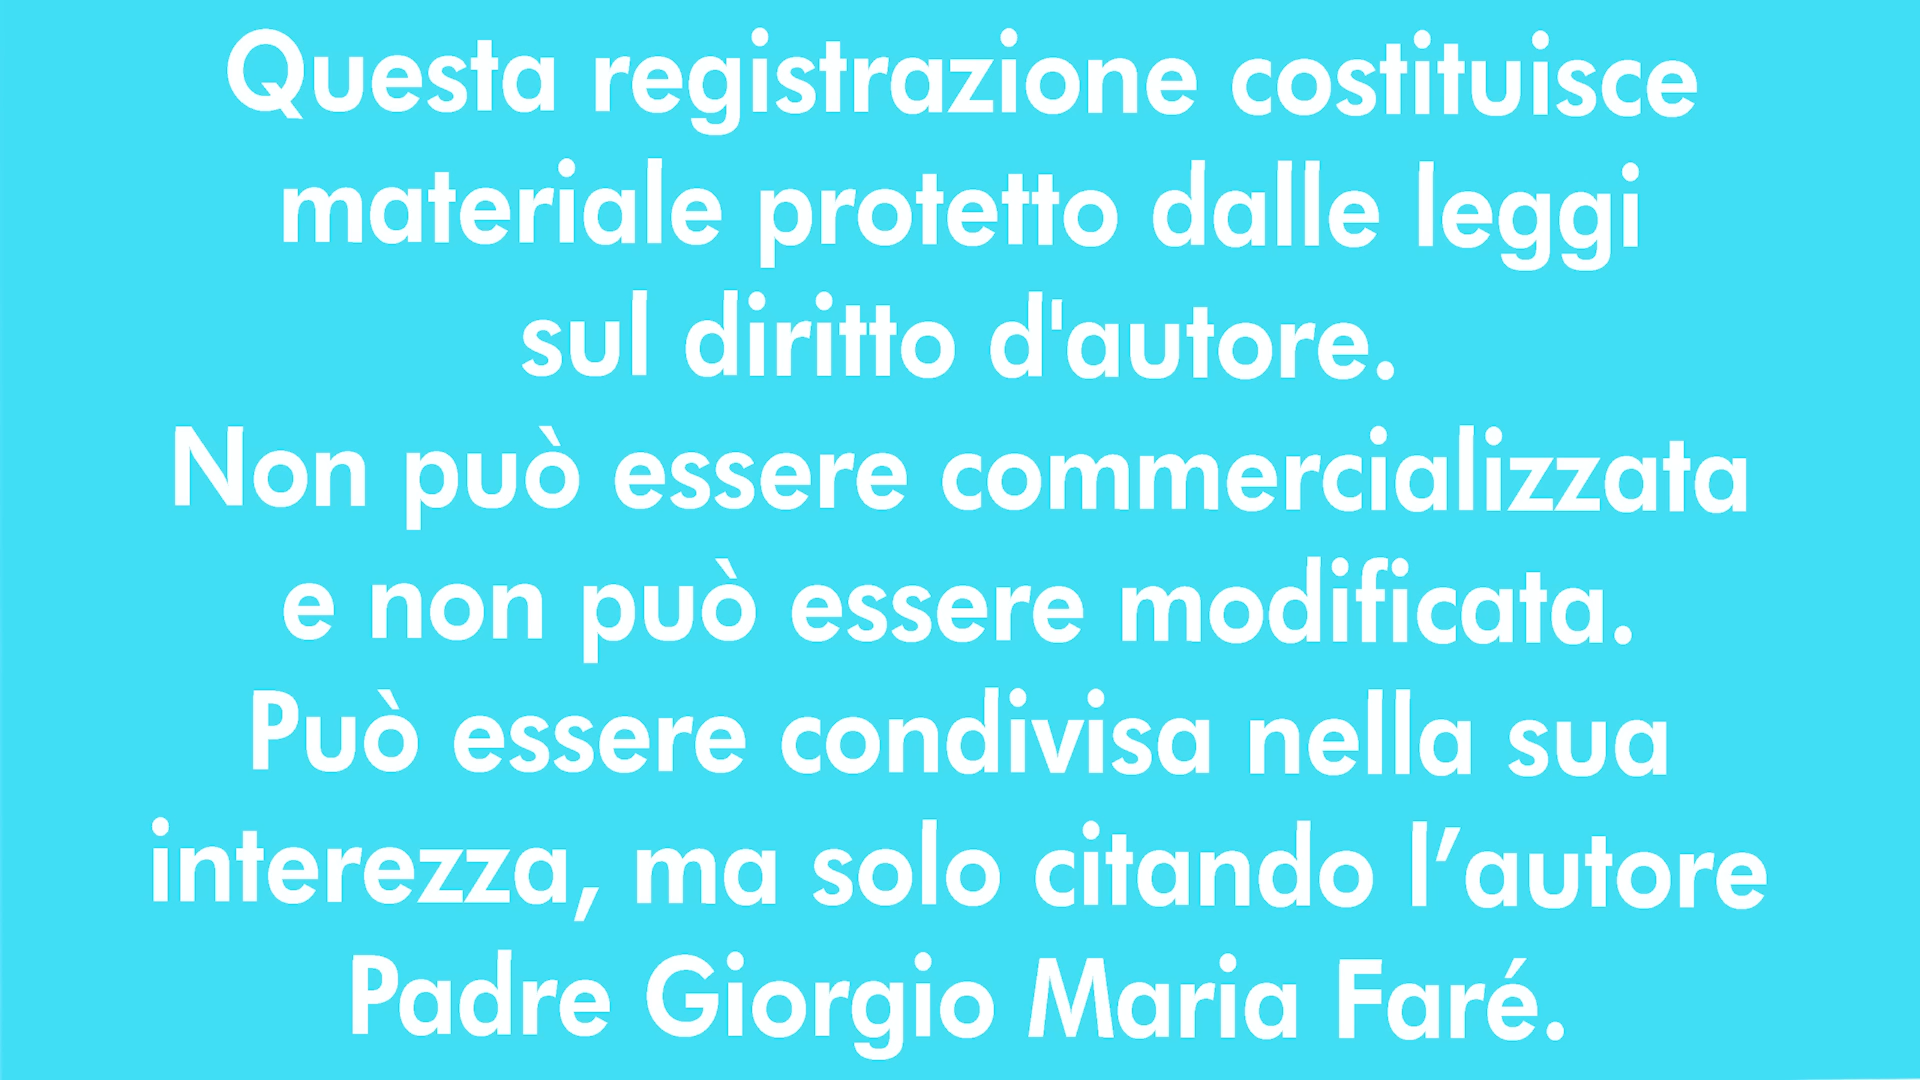 Questa registrazione costituisce
materiale protetto dalle leggi
sul diritto d'autore.
Non può essere commercializzata
e non può essere modificata.
Può essere condivisa nella sua
interezza, ma solo citando l’autore
Padre Giorgio Maria Faré.